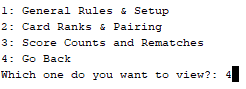 1: General Rules & Setup
2: Card Ranks & Pairing
3: Score Counts and Rematches
4: Go Back
Which one do you want to view?: 4